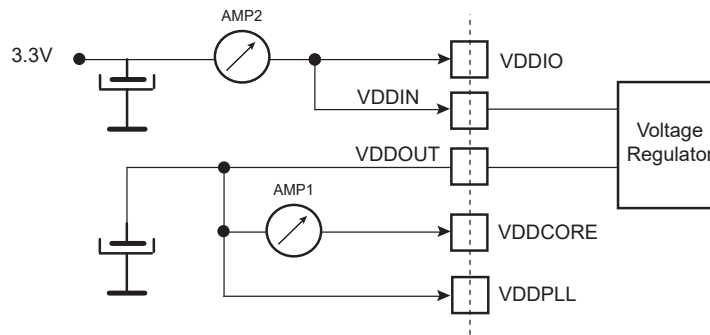 AMP2
3.3V
VDDIO
VDDIN
Voltage
Regulator
VDDOUT
AMP1
VDDCORE
VDDPLL